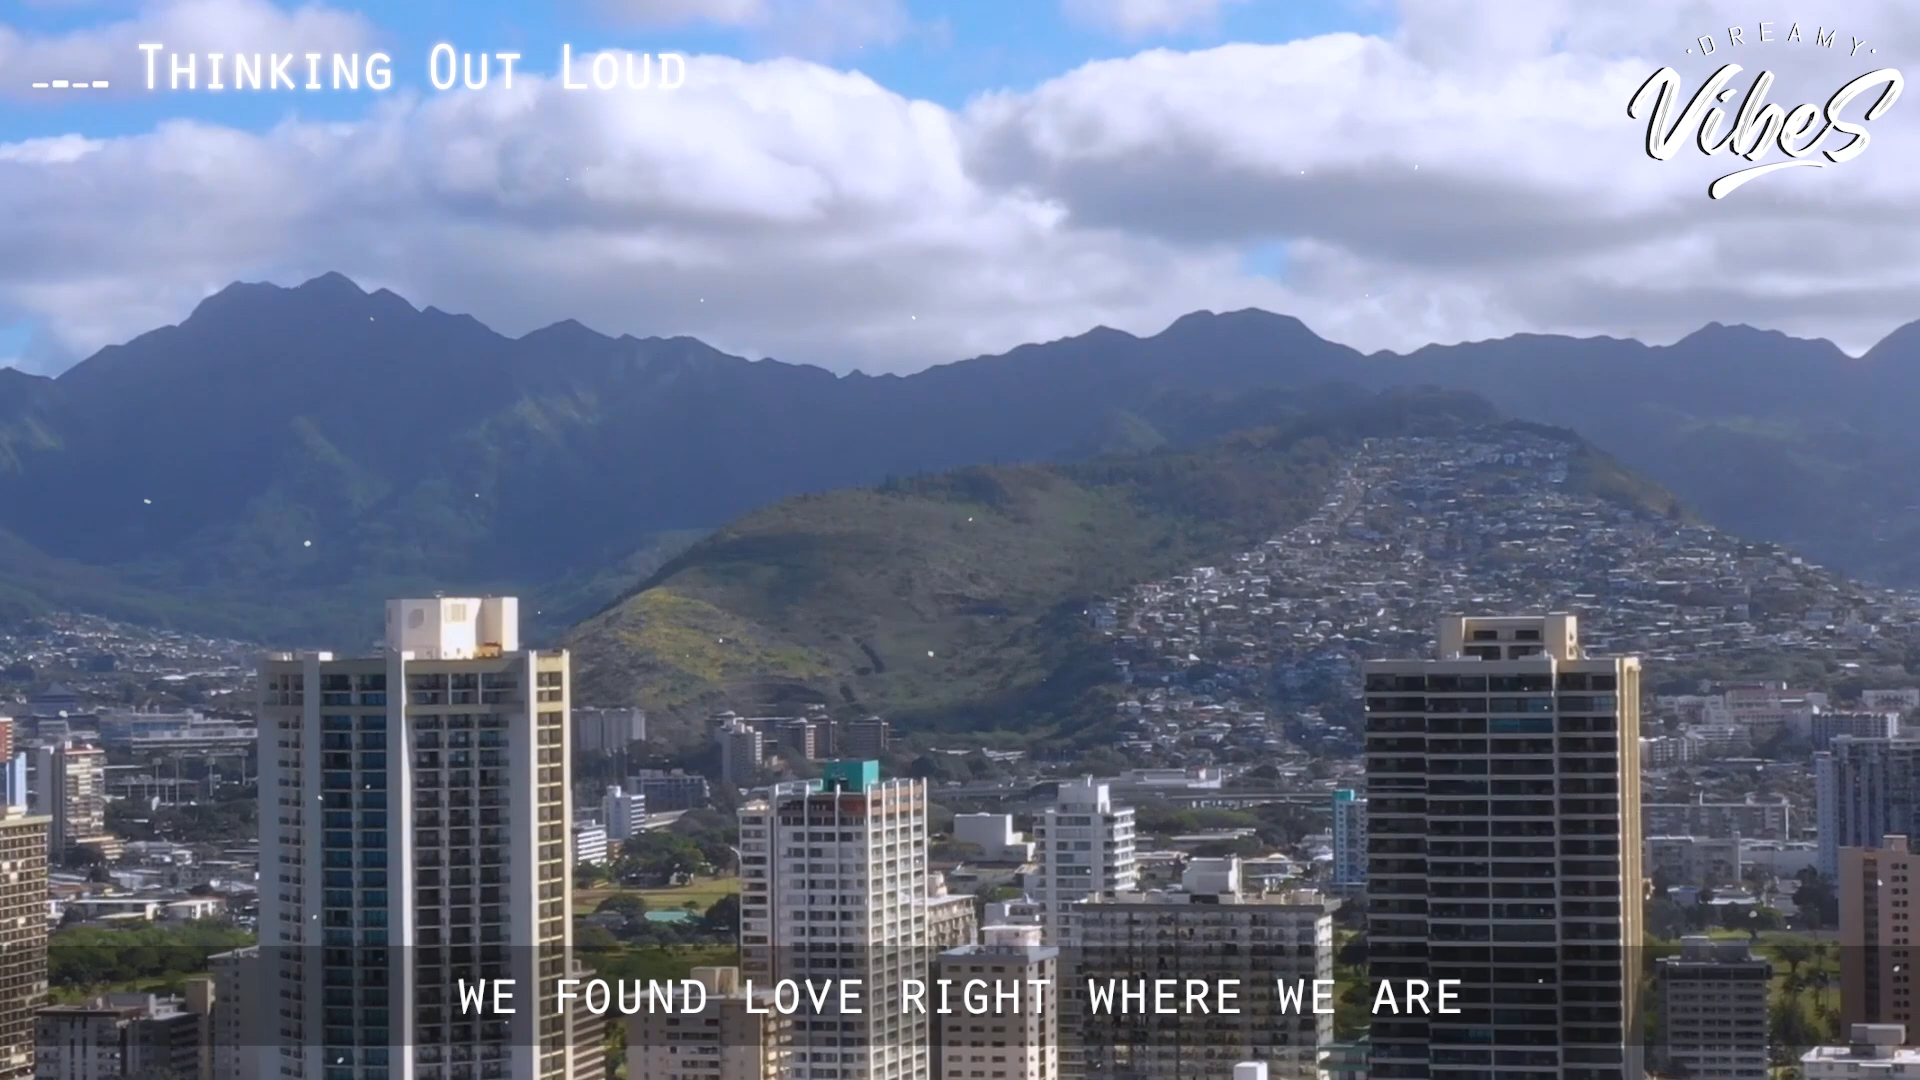 ---- Thinking Out Loud
DREAMY
Vibes
WE FOUND LOVE RIGHT WHERE WE ARE